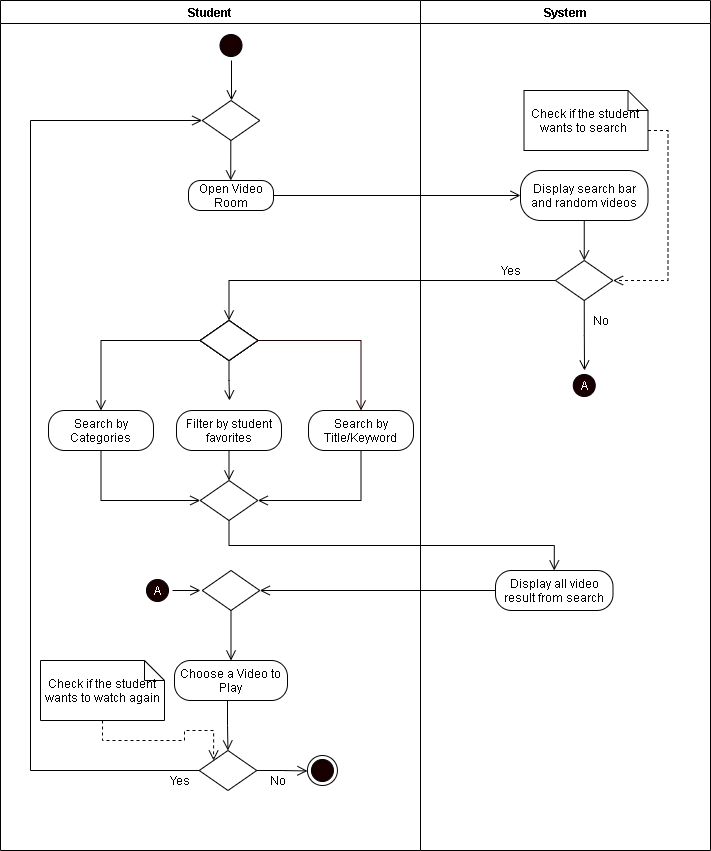 Student
System
Check if the student
wants to search
Open Video
Room
Display search bar
and random videos
Yes
No
A
Search by
Categories
Filter by student
favorites
Search by
Title/Keyword
A
Display all video
result from search
Check if the student
wants to watch again
Choose a Video to
Play
Yes
No